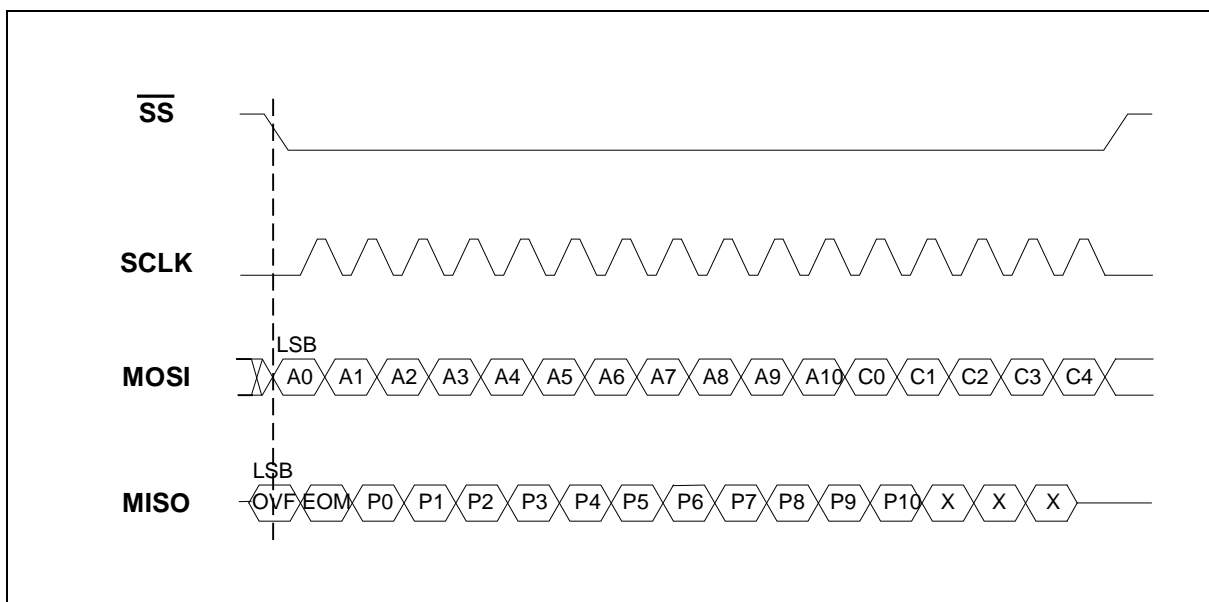 SS
SCLK
LSB
MOSI A0 A1 A2 A3 A4 A5 A6 A7 A8 A9 A10 C0 C1 C2 C3 C4
LSB
MISO OVF EOM P0 P1 P2 P3 P4 P5 P6 P7 P8 P9 P10 X X X